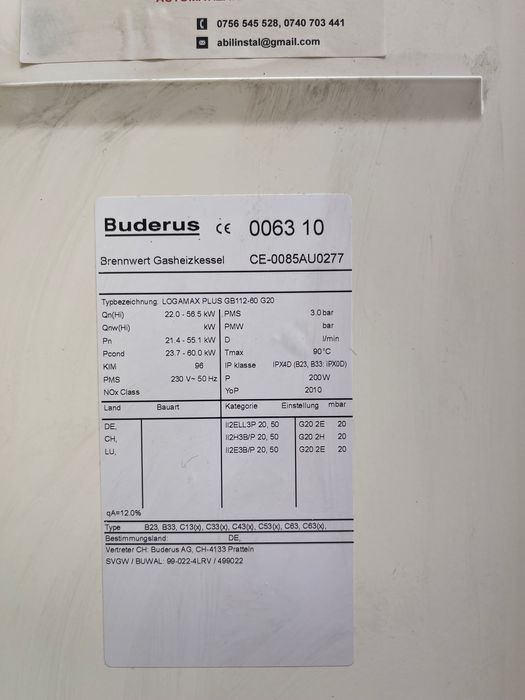 0756 545 528, 0740 703 441
abilinstal@gmail.com
Buderus CE 0063 10
Brennwert Gasheizkessel CE-0085AU0277
Typbezeichnung: LOGAMAX PLUS GB112-60 G20
Qn(Hi) 22.0 - 56.5 kW PMS 3.0 bar
Qnw(Hi) kW PMW bar
Pn 21.4 - 55.1 kW D l/min
Pcond 23.7 - 60.0 kW Tmax 90°C
KIM 96 IP klasse IPX4D (B23, B33: IPX0D)
PMS 230 V~ 50 Hz P 200W
NOx Class YoP 2010
Land Bauart Kategorie Einstellung mbar
DE, II2ELL3P 20, 50 G20 2E 20
CH, II2H3B/P 20, 50 G20 2H 20
LU, II2E3B/P 20, 50 G20 2E 20
qA=12.0%
Type B23, B33, C13(x), C33(x), C43(x), C53(x), C63, C63(x),
Bestimmungsland: DE,
Vertreter CH: Buderus AG, CH-4133 Pratteln
SVGW / BUWAL: 99-022-4LRV / 499022